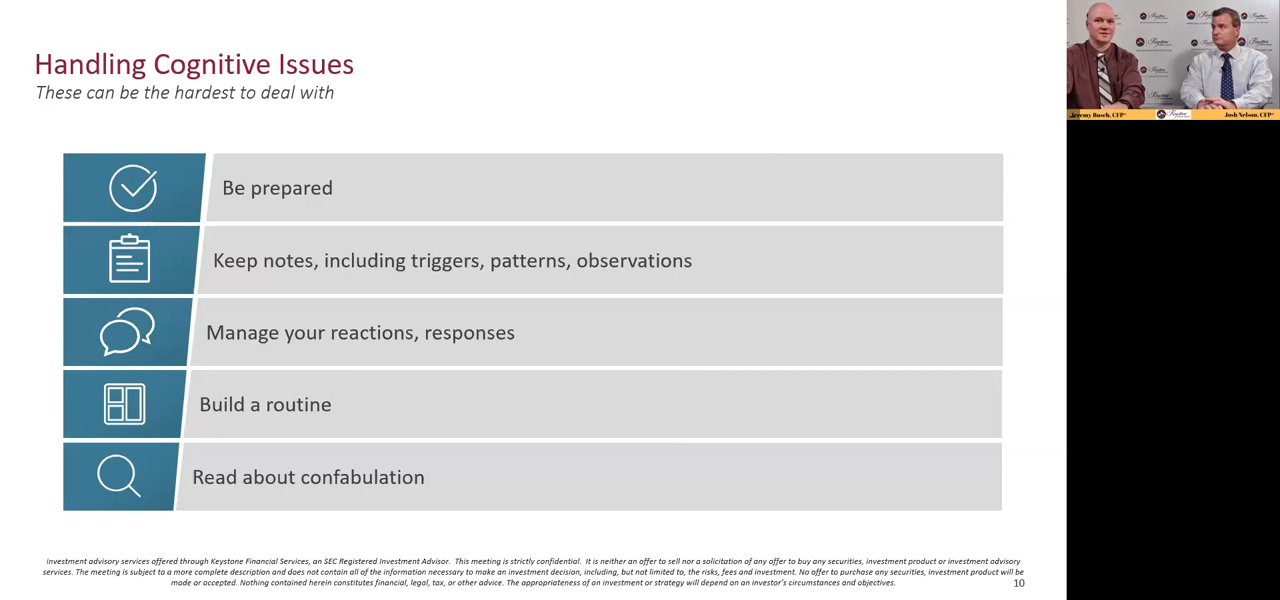 Handling Cognitive Issues
These can be the hardest to deal with
Be prepared
Keep notes, including triggers, patterns, observations
Manage your reactions, responses
Build a routine
Read about confabulation
Investment advisory services offered through Keystone Financial Services, an SEC Registered Investment Advisor. This meeting is strictly confidential. It is neither an offer to sell nor a solicitation of any offer to buy any securities, investment product or investment advisory
services. The meeting is subject to a more complete description and does not contain all of the information necessary to make an investment decision, including, but not limited to, the risks, fees and investment. No offer to purchase any securities, investment product will be
made or accepted. Nothing contained herein constitutes financial, legal, tax, or other advice. The appropriateness of an investment or strategy will depend on an investor's circumstances and objectives.
10
Jeremy Busch, CFP®
Keystone
Josh Nelson, CFP®